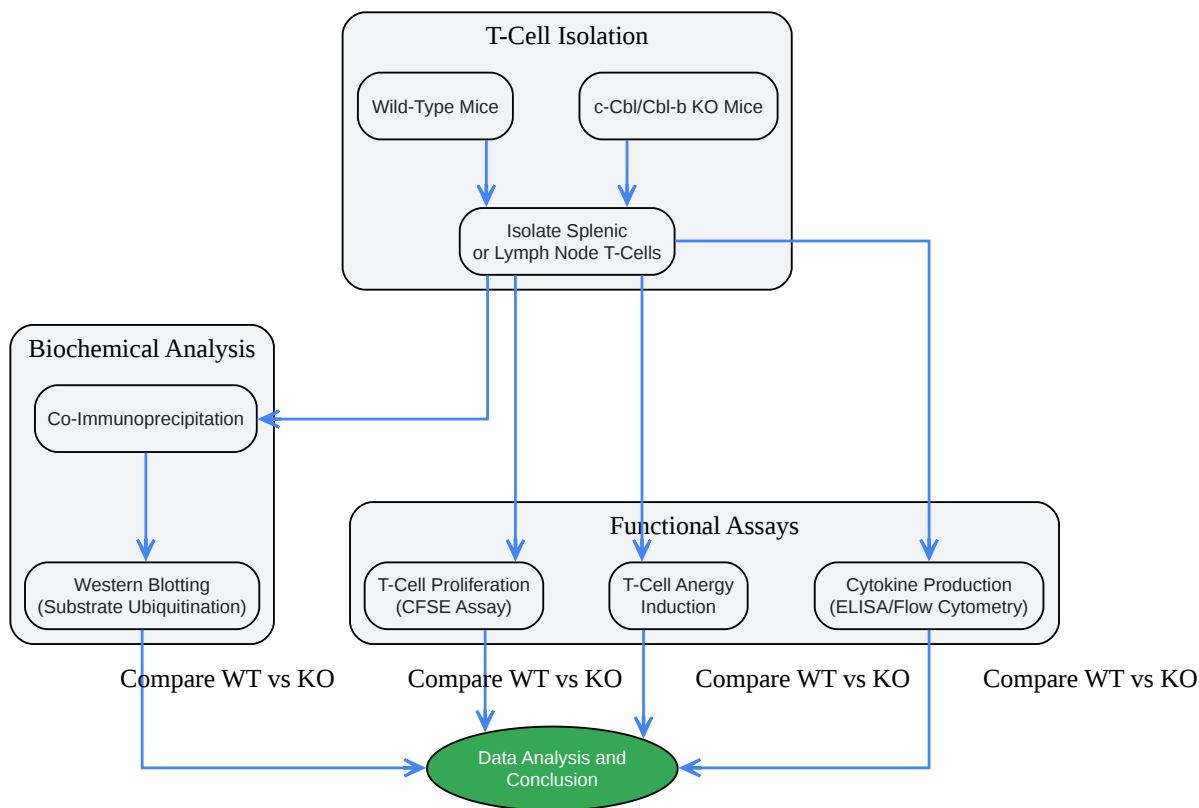 T-Cell Isolation
Wild-Type Mice
c-Cbl/Cbl-b KO Mice
Isolate Splenic
or Lymph Node T-Cells
Biochemical Analysis
Co-Immunoprecipitation
Western Blotting
(Substrate Ubiquitination)
Functional Assays
T-Cell Proliferation
(CFSE Assay)
T-Cell Anergy
Induction
Cytokine Production
(ELISA/Flow Cytometry)
Compare WT vs KO
Compare WT vs KO
Compare WT vs KO
Compare WT vs KO
Data Analysis and
Conclusion